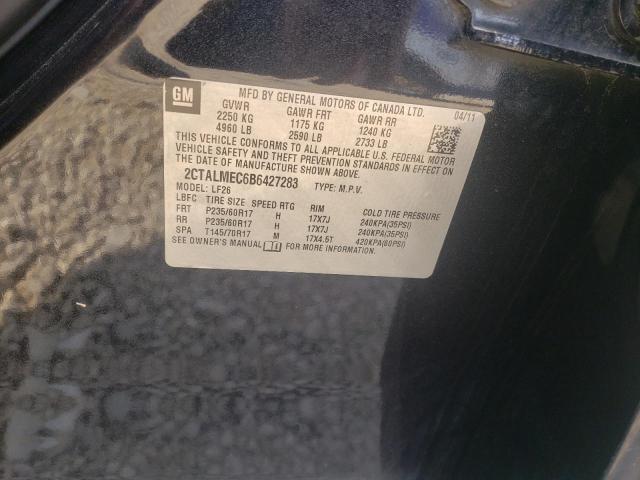 GM
MFD BY GENERAL MOTORS OF CANADA LTD.
GVWR GAWR FRT GAWR RR 04/11
2250 KG 1175 KG 1240 KG
4960 LB 2590 LB 2733 LB
THIS VEHICLE CONFORMS TO ALL APPLICABLE U.S. FEDERAL MOTOR
VEHICLE SAFETY AND THEFT PREVENTION STANDARDS IN EFFECT ON
THE DATE OF MANUFACTURE SHOWN ABOVE.
2CTALMEC6B6427283 TYPE: M.P.V.
MODEL: LF26
LBFC TIRE SIZE SPEED RTG RIM COLD TIRE PRESSURE
FRT P235/60R17 H 17X7J 240KPA(35PSI)
RR P235/60R17 H 17X7J 240KPA(35PSI)
SPA T145/70R17 M 17X4.5T 420KPA(60PSI)
SEE OWNER'S MANUAL FOR MORE INFORMATION.